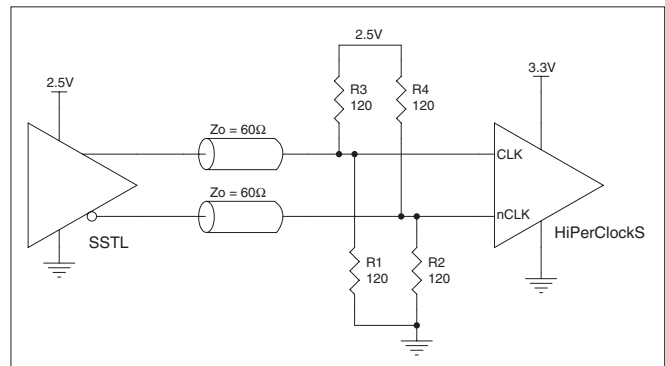 2.5V
2.5V
3.3V
R3
120
R4
120
Zo = 60Ω
CLK
Zo = 60Ω
nCLK
SSTL
HiPerClockS
R1
120
R2
120